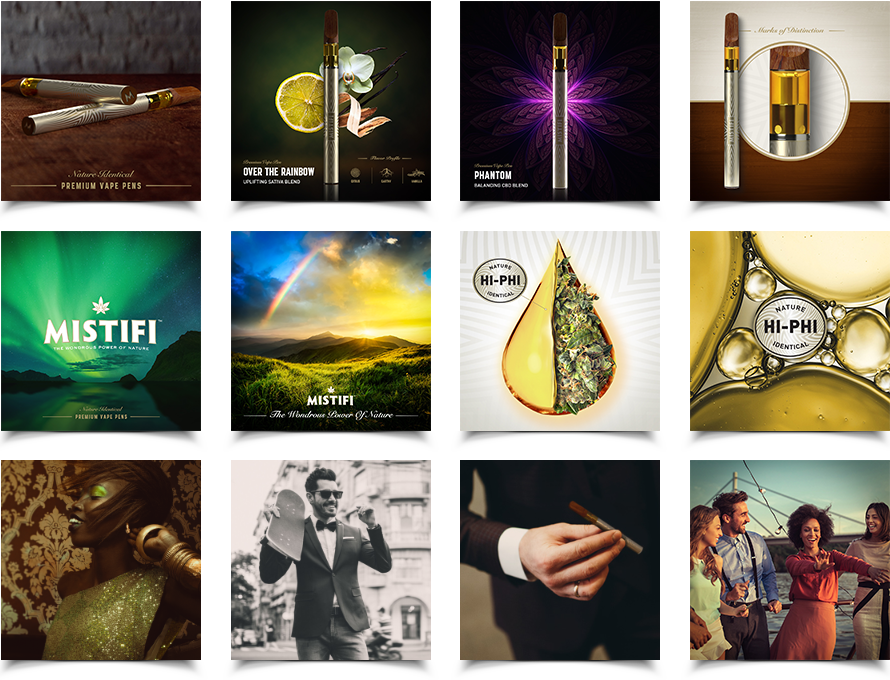 Nature Identical
PREMIUM VAPE PENS
Premium Vape Pen
OVER THE RAINBOW
UPLIFTING SATIVA BLEND
Flavor Profile
CITRUS
VANILLA
Premium Vape Pen
PHANTOM
BALANCING CBD BLEND
Marks of Distinction
MISTIFI™
THE WONDROUS POWER OF NATURE
Nature Identical
PREMIUM VAPE PENS
MISTIFI
The Wondrous Power Of Nature
NATURE
HI-PHI
IDENTICAL
NATURE
HI-PHI
IDENTICAL